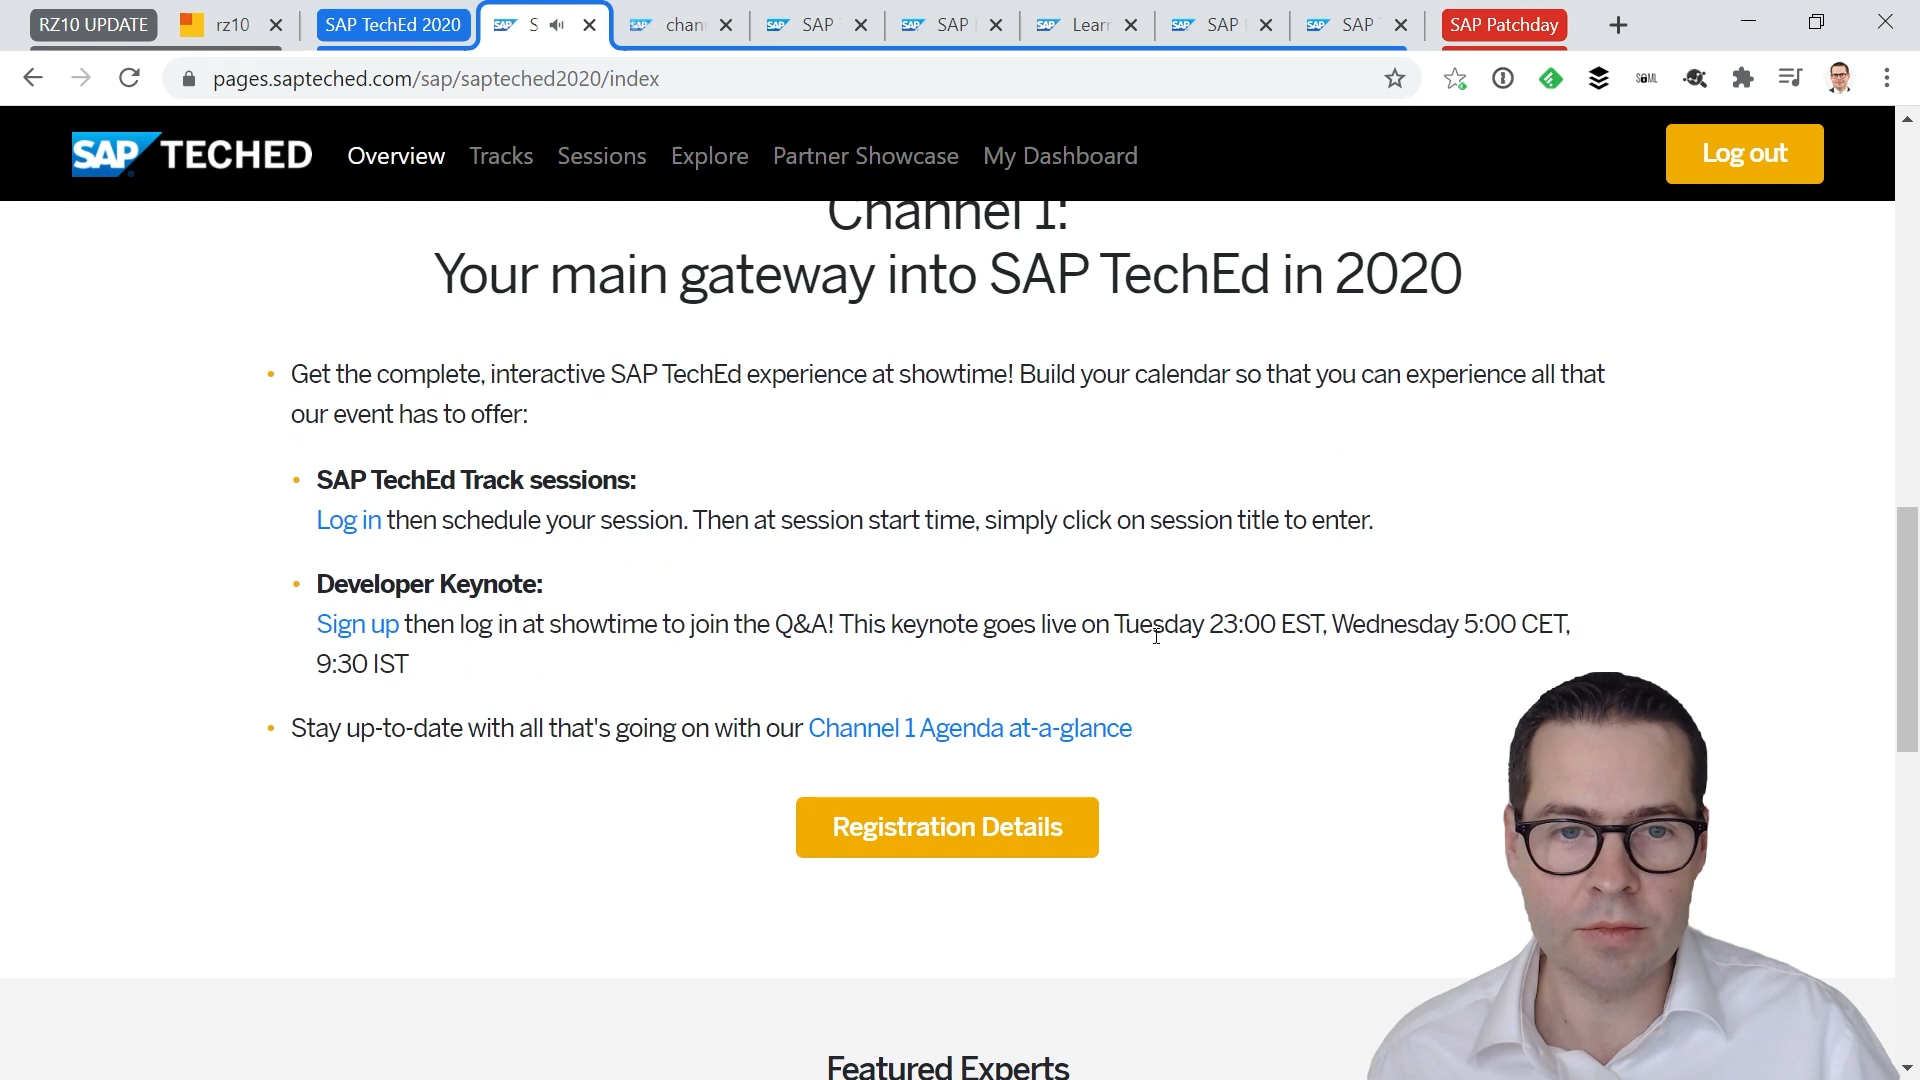 RZ10 UPDATE rz10 SAP TechEd 2020 S chan SAP SAP Lear SAP SAP SAP Patchday
pages.sapteched.com/sap/sapteched2020/index
SAP TECHED Overview Tracks Sessions Explore Partner Showcase My Dashboard Log out
Channel 1:
Your main gateway into SAP TechEd in 2020
Get the complete, interactive SAP TechEd experience at showtime! Build your calendar so that you can experience all that
our event has to offer:
SAP TechEd Track sessions:
Log in then schedule your session. Then at session start time, simply click on session title to enter.
Developer Keynote:
Sign up then log in at showtime to join the Q&A! This keynote goes live on Tuesday 23:00 EST, Wednesday 5:00 CET,
9:30 IST
Stay up-to-date with all that's going on with our Channel 1 Agenda at-a-glance
Registration Details
Featured Experts